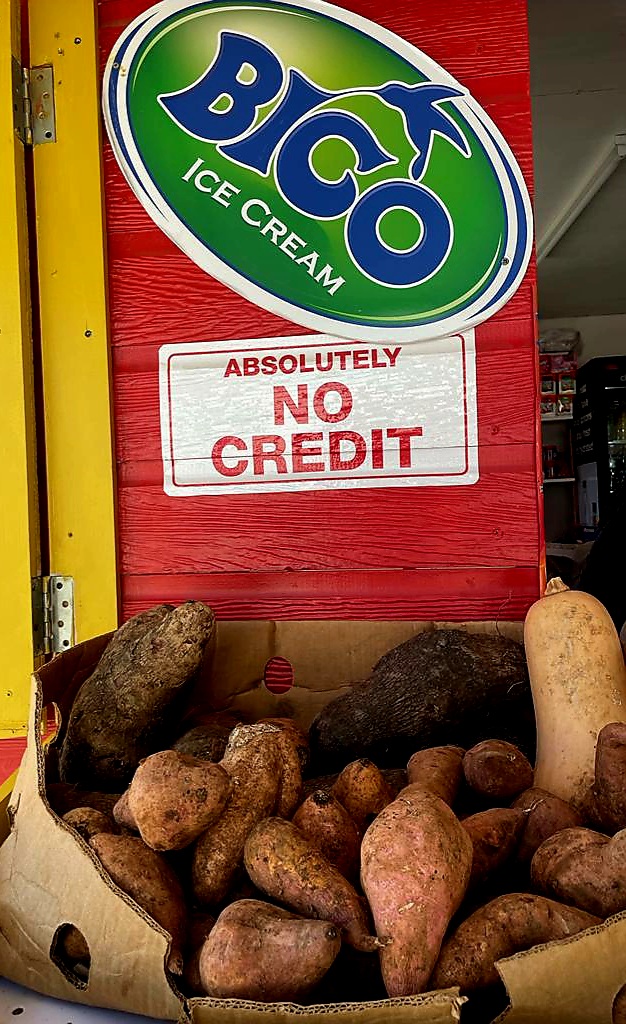 BICO
ICE CREAM
ABSOLUTELY
NO
CREDIT